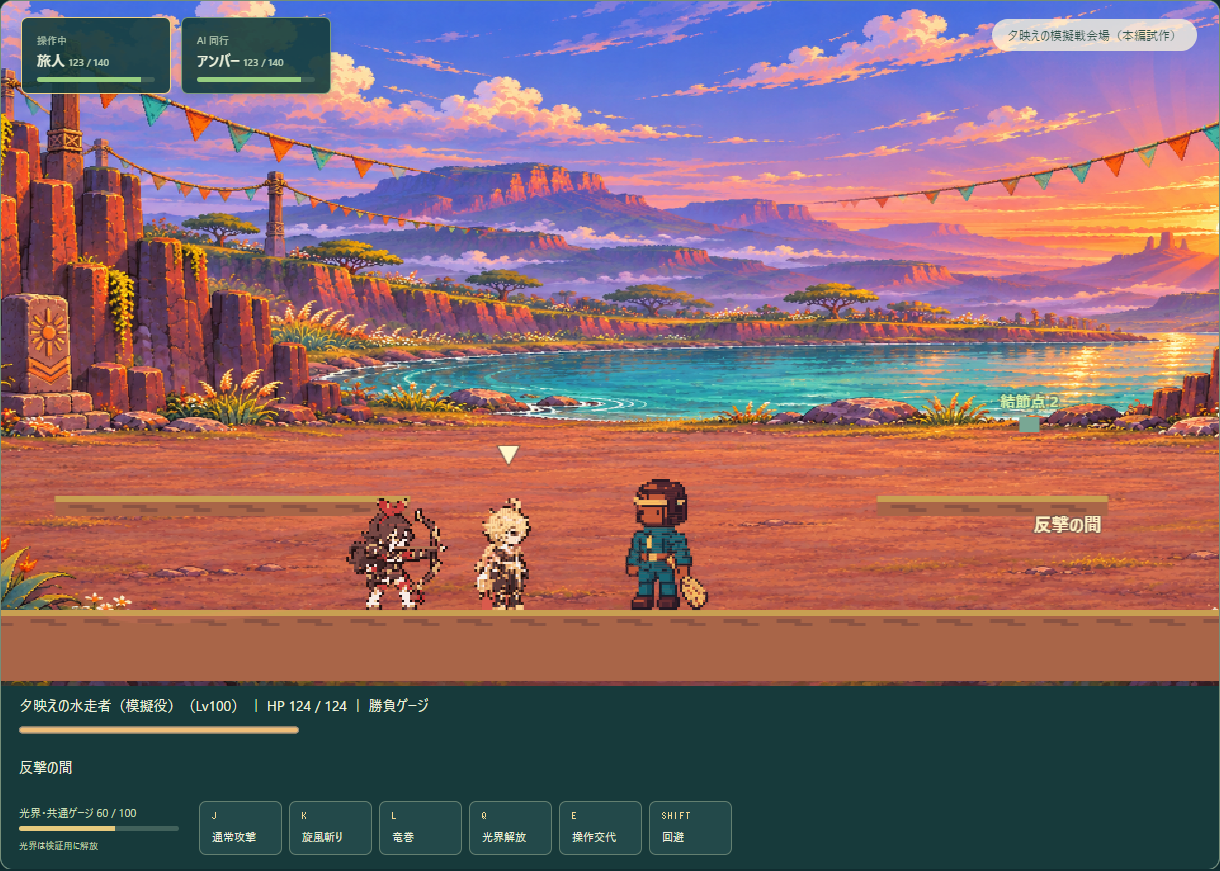 操作中
旅人 123 / 140
AI 同行
アンバー 123 / 140
夕映えの模擬戦会場（本編試作）
結節点 2
反撃の間
夕映えの水走者（模擬役）（Lv100） | HP 124 / 124 | 勝負ゲージ
反撃の間
光界・共通ゲージ 60 / 100
光界は検証用に解放
J
通常攻撃
K
旋風斬り
L
竜巻
Q
光界解放
E
操作交代
SHIFT
回避